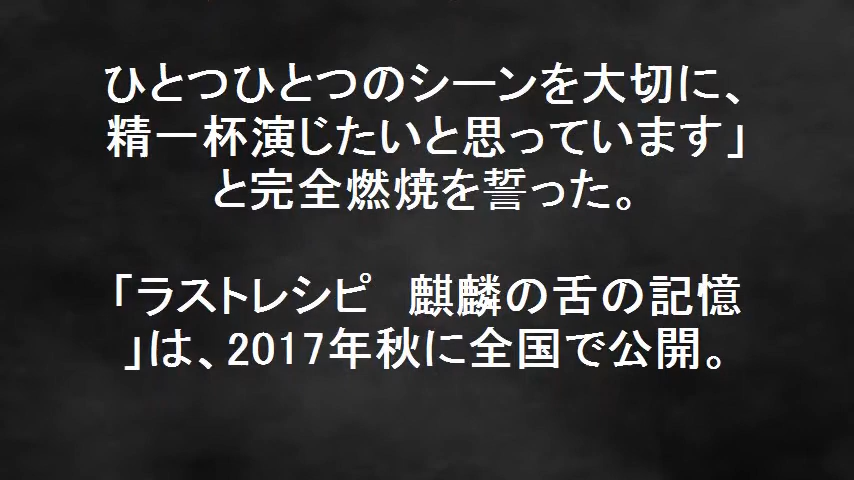 ひとつひとつのシーンを大切に、
精一杯演じたいと思っています」
と完全燃焼を誓った。
「ラストレシピ　麒麟の舌の記憶
」は、2017年秋に全国で公開。